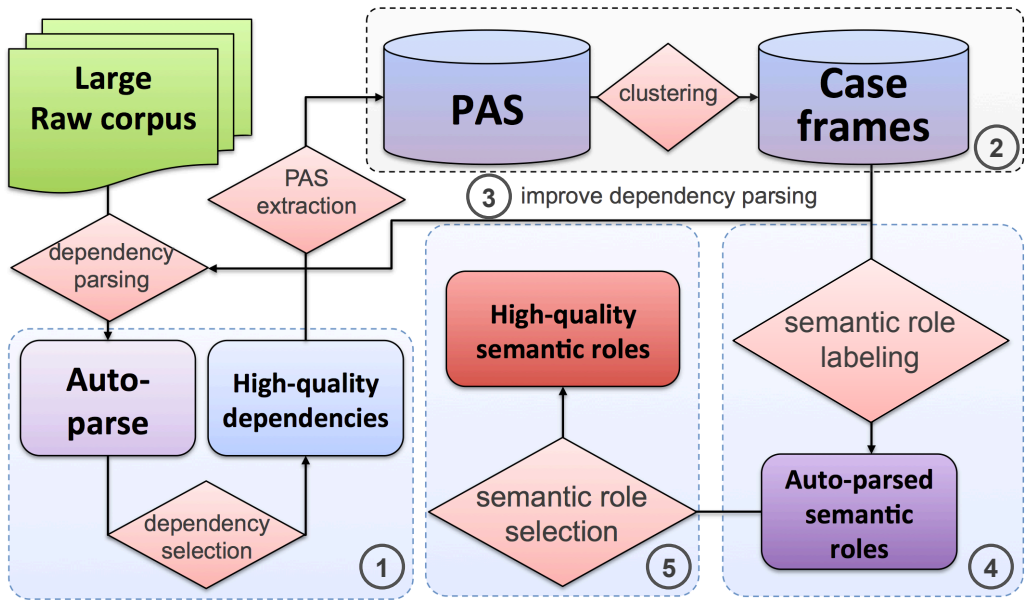 Large
Raw corpus
PAS
clustering
Case
frames
2
PAS
extraction
3 improve dependency parsing
dependency
parsing
High-quality
semantic roles
semantic role
labeling
Auto-
parse
High-quality
dependencies
dependency
selection
1
semantic role
selection
5
Auto-parsed
semantic
roles
4